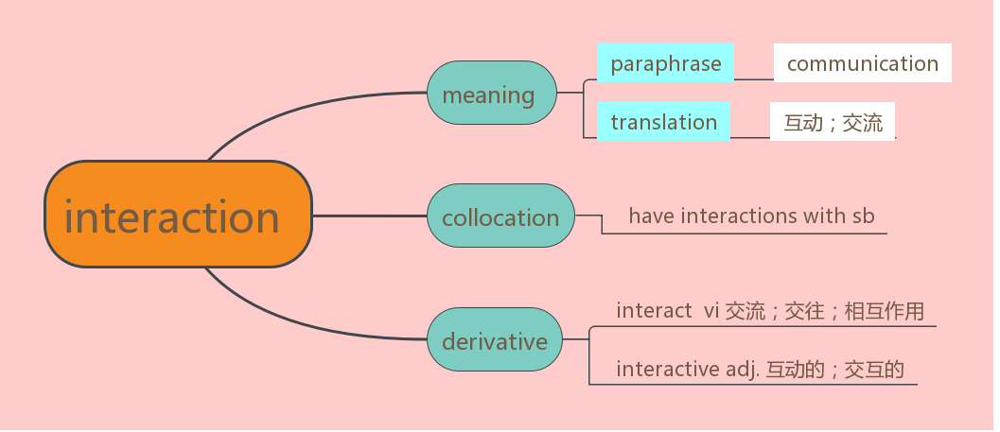 interaction
meaning
paraphrase
communication
translation
互动；交流
collocation
have interactions with sb
derivative
interact  vi 交流；交往；相互作用
interactive adj. 互动的；交互的